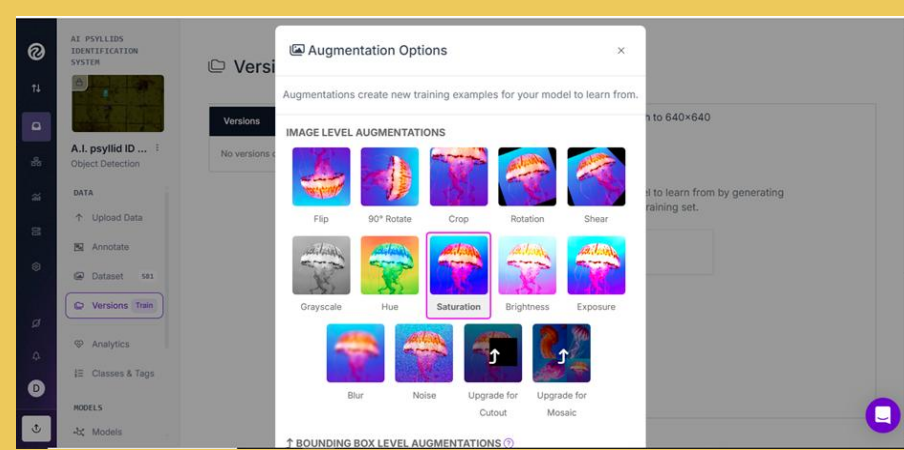 AI PSYLLIDS
IDENTIFICATION
SYSTEM
A.I. psyllid ID ...
Object Detection
DATA
Upload Data
Annotate
Dataset 581
Versions Train
Analytics
Classes & Tags
MODELS
Models
D
Versi
Versions
No versions
Augmentation Options
Augmentations create new training examples for your model to learn from.
IMAGE LEVEL AUGMENTATIONS
Flip
90° Rotate
Crop
Rotation
Shear
Grayscale
Hue
Saturation
Brightness
Exposure
Blur
Noise
Upgrade for
Cutout
Upgrade for
Mosaic
BOUNDING BOX LEVEL AUGMENTATIONS
to 640×640
to learn from by generating
training set.